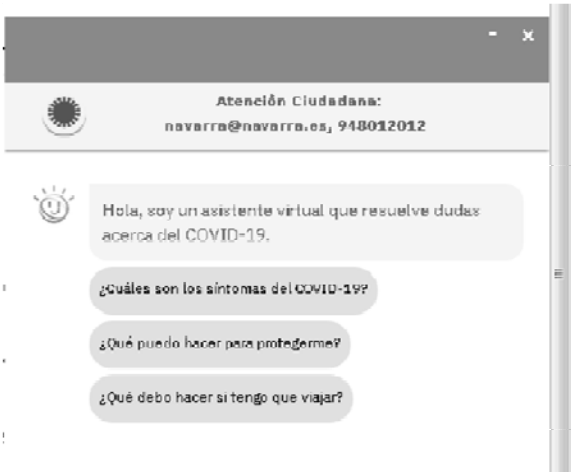 Atención Ciudadana:
navarra@navarra.es, 948012012
Hola, soy un asistente virtual que resuelve dudas
acerca del COVID-19.
¿Cuáles son los síntomas del COVID-19?
¿Qué puedo hacer para protegerme?
¿Qué debo hacer si tengo que viajar?